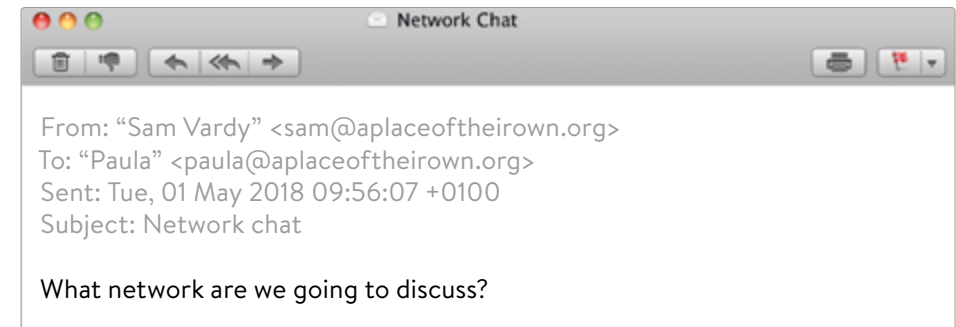 Network Chat
From: “Sam Vardy” <sam@aplaceoftheirown.org>
To: “Paula” <paula@aplaceoftheirown.org>
Sent: Tue, 01 May 2018 09:56:07 +0100
Subject: Network chat
What network are we going to discuss?